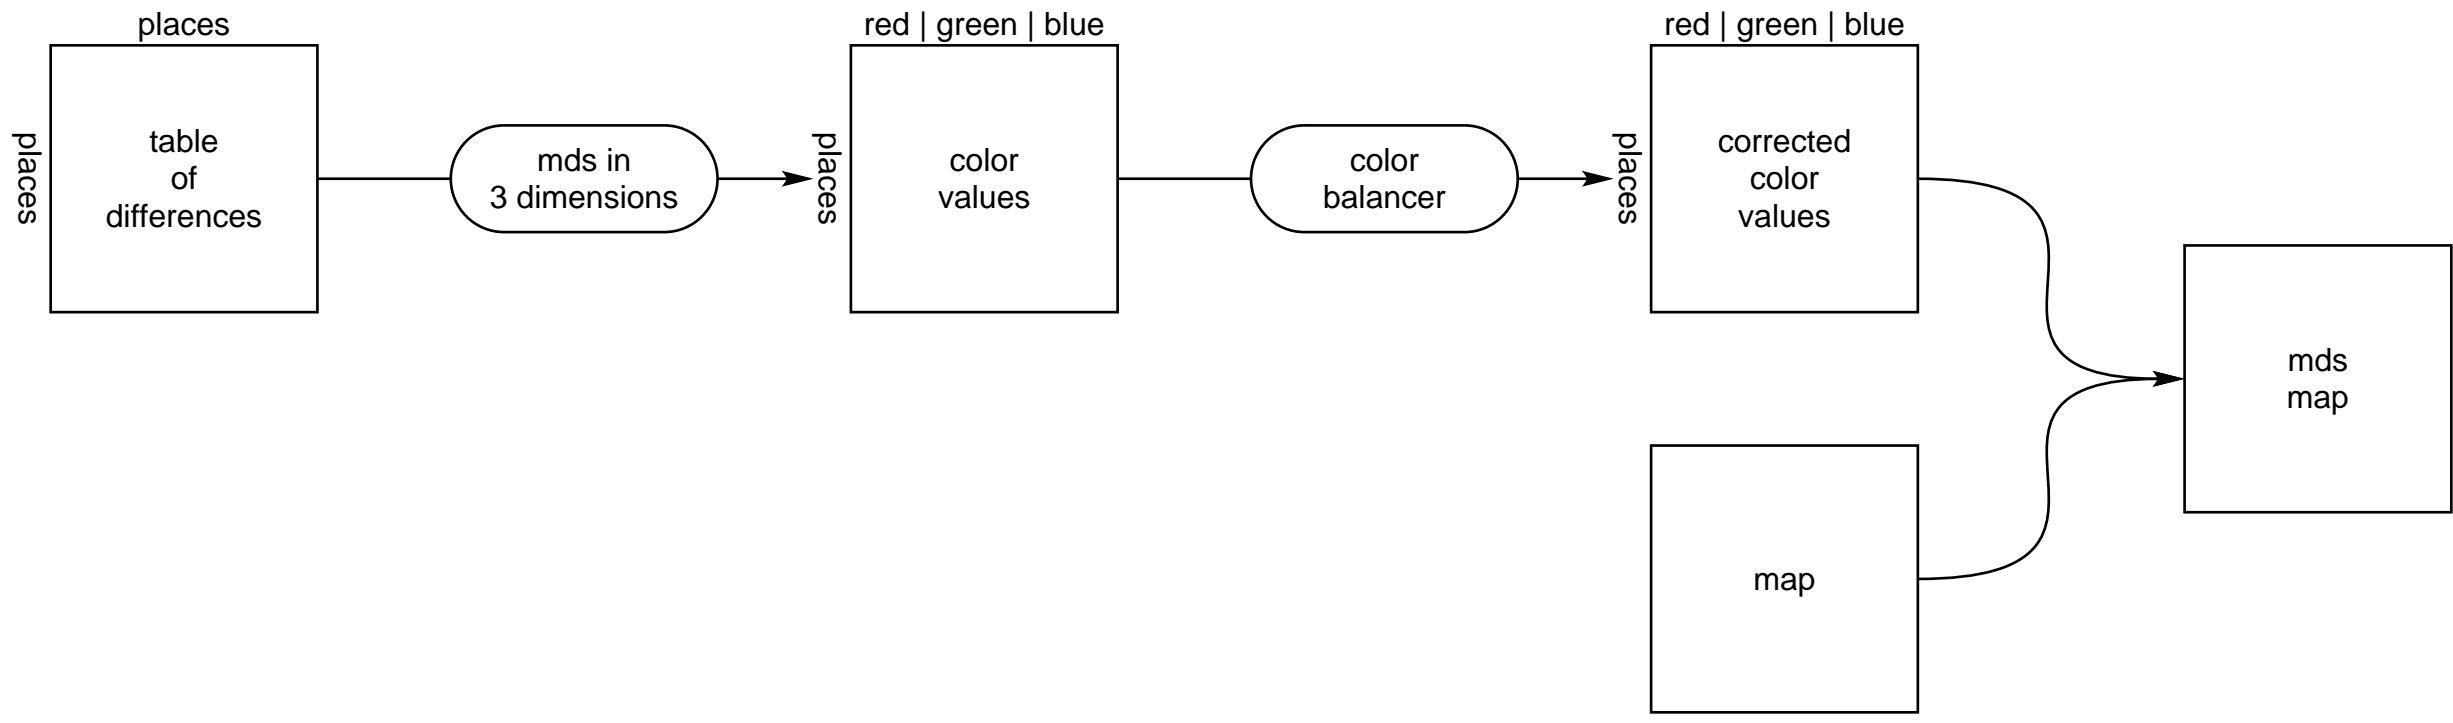 places
places
table
of
differences
mds in
3 dimensions
red | green | blue
places
color
values
color
balancer
red | green | blue
places
corrected
color
values
map
mds
map